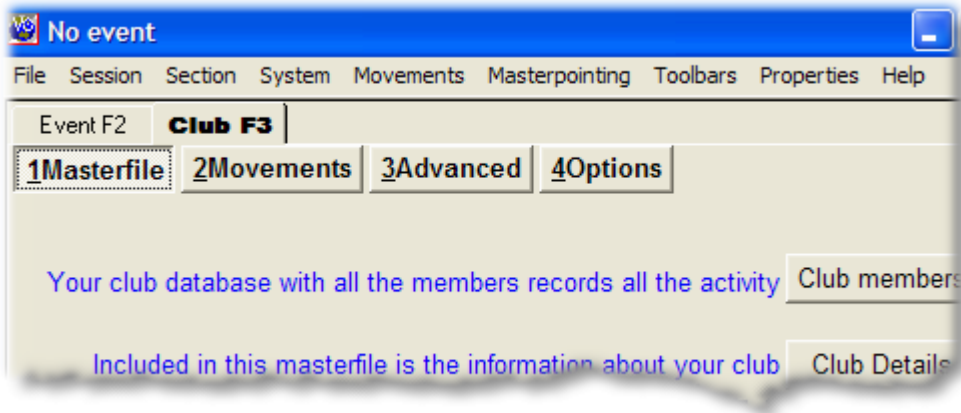 No event
File Session Section System Movements Masterpointing Toolbars Properties Help
Event F2 Club F3
1Masterfile 2Movements 3Advanced 4Options
Your club database with all the members records all the activity Club members
Included in this masterfile is the information about your club Club Details